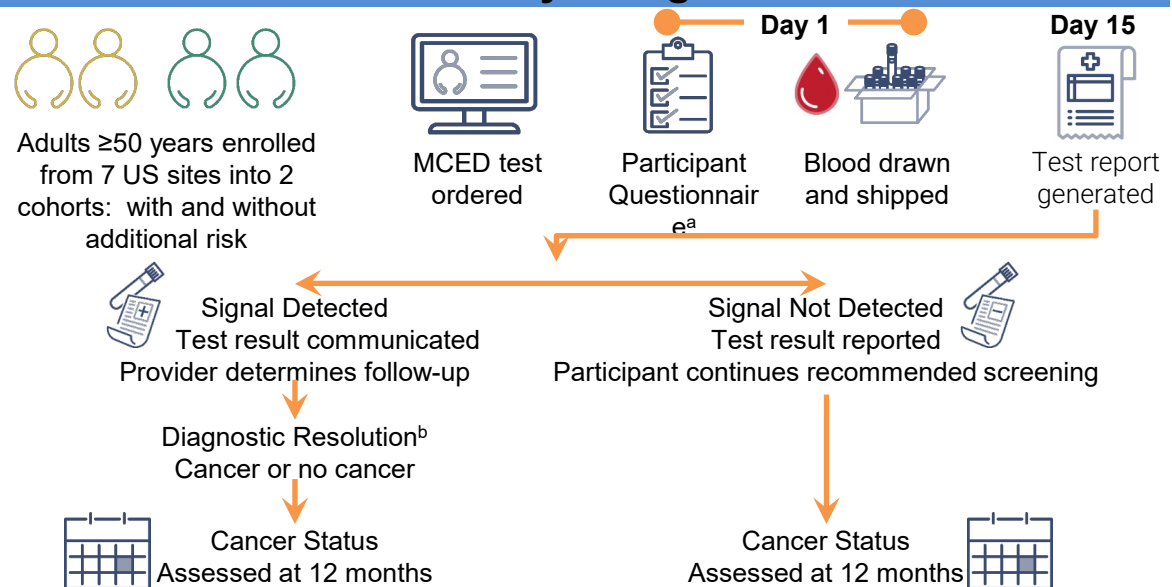 Day 1
Day 15
Adults ≥50 years enrolled
from 7 US sites into 2
cohorts: with and without
additional risk
MCED test
ordered
Participant
Questionnair
eᵃ
Blood drawn
and shipped
Test report
generated
Signal Detected
Test result communicated
Provider determines follow-up
Signal Not Detected
Test result reported
Participant continues recommended screening
Diagnostic Resolutionᵇ
Cancer or no cancer
Cancer Status
Assessed at 12 months
Cancer Status
Assessed at 12 months